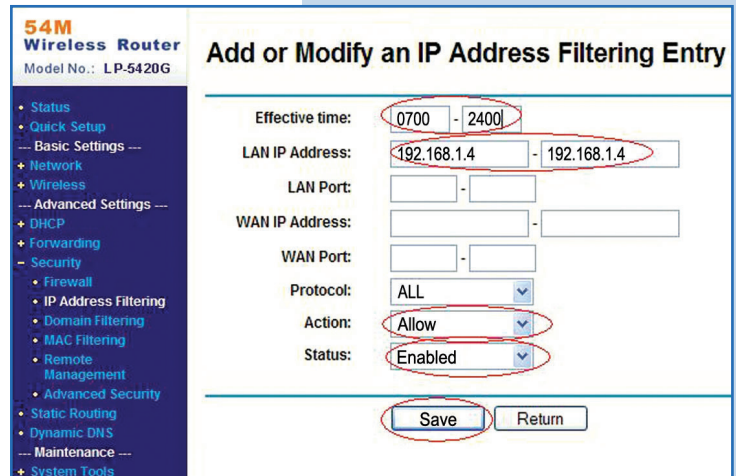 54M
Wireless Router
Model No.: LP-5420G
• Status
• Quick Setup
--- Basic Settings ---
+ Network
+ Wireless
--- Advanced Settings ---
+ DHCP
+ Forwarding
− Security
• Firewall
• IP Address Filtering
• Domain Filtering
• MAC Filtering
• Remote
Management
• Advanced Security
• Static Routing
• Dynamic DNS
--- Maintenance ---
+ System Tools
Add or Modify an IP Address Filtering Entry
Effective time: 0700 - 2400
LAN IP Address: 192.168.1.4 - 192.168.1.4
LAN Port: -
WAN IP Address: -
WAN Port: -
Protocol: ALL
Action: Allow
Status: Enabled
Save Return